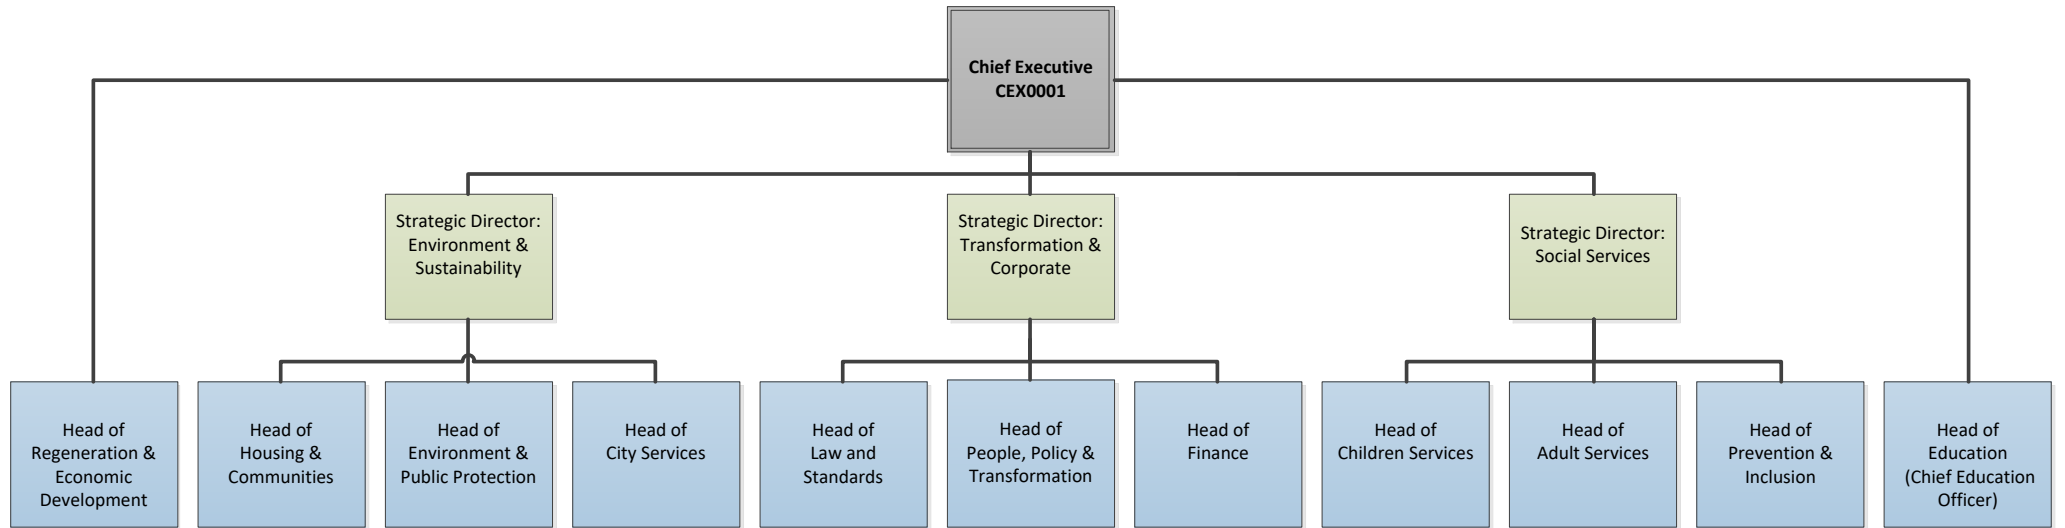 Chief Executive
CEX0001
Strategic Director:
Environment &
Sustainability
Strategic Director:
Transformation &
Corporate
Strategic Director:
Social Services
Head of
Regeneration &
Economic
Development
Head of
Housing &
Communities
Head of
Environment &
Public Protection
Head of
City Services
Head of
Law and
Standards
Head of
People, Policy &
Transformation
Head of
Finance
Head of
Children Services
Head of
Adult Services
Head of
Prevention &
Inclusion
Head of
Education
(Chief Education
Officer)